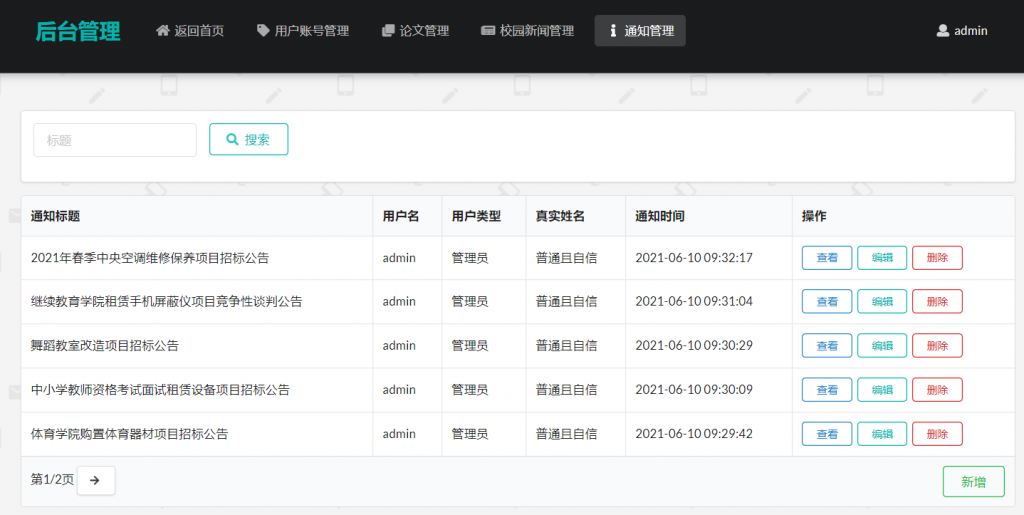 后台管理 返回首页 用户账号管理 论文管理 校园新闻管理 通知管理 admin
标题 搜索
通知标题 用户名 用户类型 真实姓名 通知时间 操作
2021年春季中央空调维修保养项目招标公告 admin 管理员 普通且自信 2021-06-10 09:32:17 查看 编辑 删除
继续教育学院租赁手机屏蔽仪项目竞争性谈判公告 admin 管理员 普通且自信 2021-06-10 09:31:04 查看 编辑 删除
舞蹈教室改造项目招标公告 admin 管理员 普通且自信 2021-06-10 09:30:29 查看 编辑 删除
中小学教师资格考试面试租赁设备项目招标公告 admin 管理员 普通且自信 2021-06-10 09:30:09 查看 编辑 删除
体育学院购置体育器材项目招标公告 admin 管理员 普通且自信 2021-06-10 09:29:42 查看 编辑 删除
第1/2页 新增